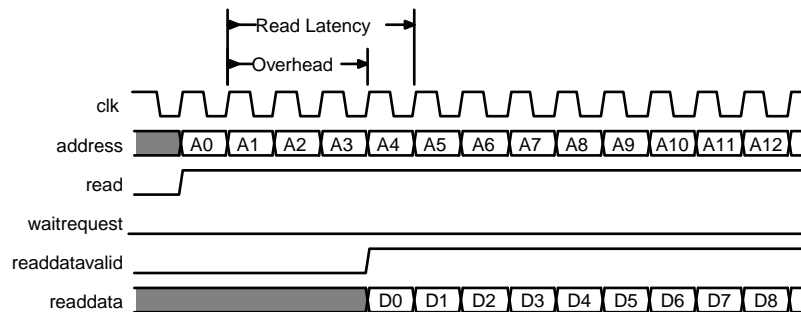 Read Latency
Overhead
clk
address A0 A1 A2 A3 A4 A5 A6 A7 A8 A9 A10 A11 A12
read
waitrequest
readdatavalid
readdata D0 D1 D2 D3 D4 D5 D6 D7 D8